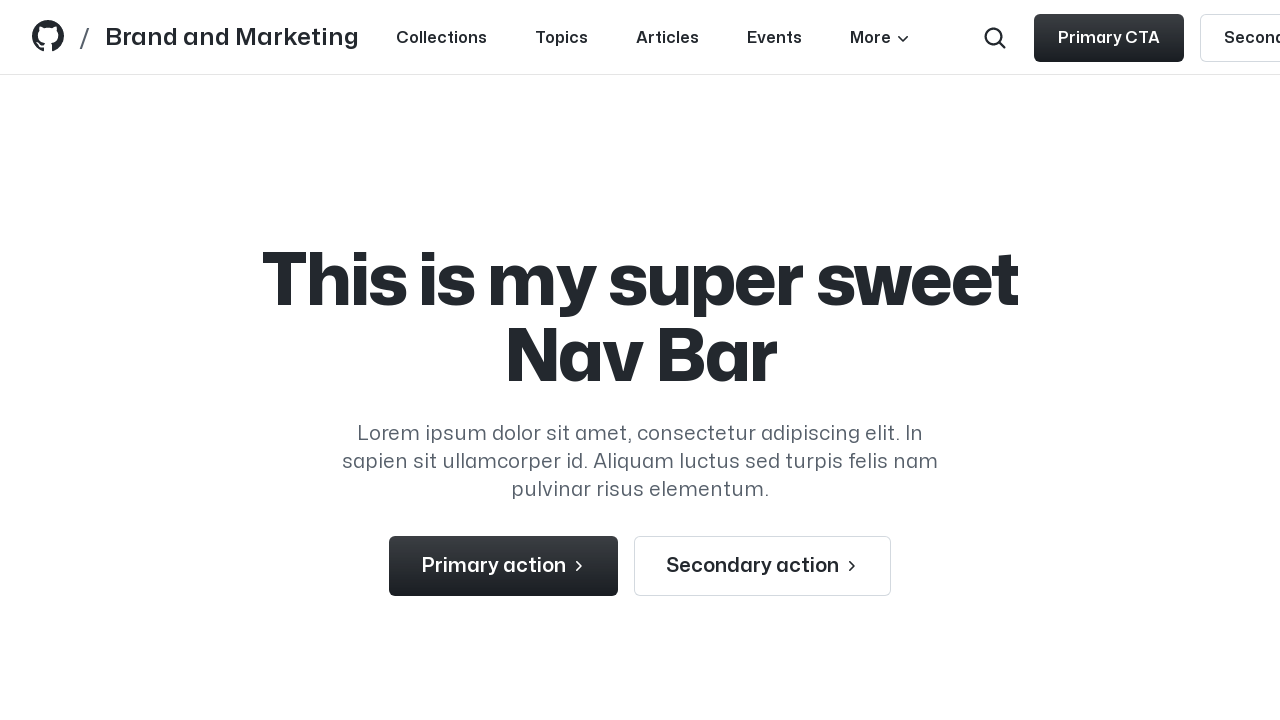 / Brand and Marketing Collections Topics Articles Events More Primary CTA Second
This is my super sweet
Nav Bar
Lorem ipsum dolor sit amet, consectetur adipiscing elit. In
sapien sit ullamcorper id. Aliquam luctus sed turpis felis nam
pulvinar risus elementum.
Primary action Secondary action